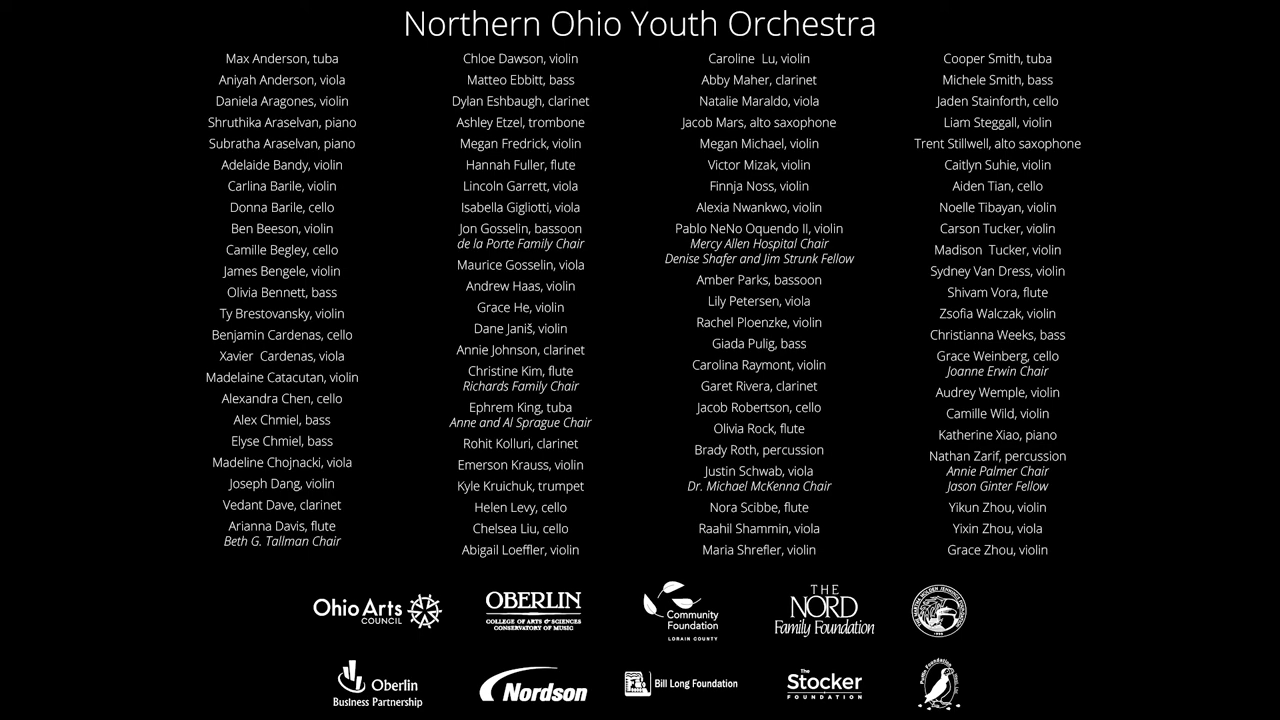 Northern Ohio Youth Orchestra
Max Anderson, tuba
Aniyah Anderson, viola
Daniela Aragones, violin
Shruthika Araselvan, piano
Subratha Araselvan, piano
Adelaide Bandy, violin
Carlina Barile, violin
Donna Barile, cello
Ben Beeson, violin
Camille Begley, cello
James Bengele, violin
Olivia Bennett, bass
Ty Brestovansky, violin
Benjamin Cardenas, cello
Xavier  Cardenas, viola
Madelaine Catacutan, violin
Alexandra Chen, cello
Alex Chmiel, bass
Elyse Chmiel, bass
Madeline Chojnacki, viola
Joseph Dang, violin
Vedant Dave, clarinet
Arianna Davis, flute
Beth G. Tallman Chair
Chloe Dawson, violin
Matteo Ebbitt, bass
Dylan Eshbaugh, clarinet
Ashley Etzel, trombone
Megan Fredrick, violin
Hannah Fuller, flute
Lincoln Garrett, viola
Isabella Gigliotti, viola
Jon Gosselin, bassoon
de la Porte Family Chair
Maurice Gosselin, viola
Andrew Haas, violin
Grace He, violin
Dane Janiš, violin
Annie Johnson, clarinet
Christine Kim, flute
Richards Family Chair
Ephrem King, tuba
Anne and Al Sprague Chair
Rohit Kolluri, clarinet
Emerson Krauss, violin
Kyle Kruichuk, trumpet
Helen Levy, cello
Chelsea Liu, cello
Abigail Loeffler, violin
Caroline  Lu, violin
Abby Maher, clarinet
Natalie Maraldo, viola
Jacob Mars, alto saxophone
Megan Michael, violin
Victor Mizak, violin
Finnja Noss, violin
Alexia Nwankwo, violin
Pablo NeNo Oquendo II, violin
Mercy Allen Hospital Chair
Denise Shafer and Jim Strunk Fellow
Amber Parks, bassoon
Lily Petersen, viola
Rachel Ploenzke, violin
Giada Pulig, bass
Carolina Raymont, violin
Garet Rivera, clarinet
Jacob Robertson, cello
Olivia Rock, flute
Brady Roth, percussion
Justin Schwab, viola
Dr. Michael McKenna Chair
Nora Scibbe, flute
Raahil Shammin, viola
Maria Shrefler, violin
Cooper Smith, tuba
Michele Smith, bass
Jaden Stainforth, cello
Liam Steggall, violin
Trent Stillwell, alto saxophone
Caitlyn Suhie, violin
Aiden Tian, cello
Noelle Tibayan, violin
Carson Tucker, violin
Madison  Tucker, violin
Sydney Van Dress, violin
Shivam Vora, flute
Zsofia Walczak, violin
Christianna Weeks, bass
Grace Weinberg, cello
Joanne Erwin Chair
Audrey Wemple, violin
Camille Wild, violin
Katherine Xiao, piano
Nathan Zarif, percussion
Annie Palmer Chair
Jason Ginter Fellow
Yikun Zhou, violin
Yixin Zhou, viola
Grace Zhou, violin
Ohio Arts
COUNCIL
OBERLIN
COLLEGE OF ARTS & SCIENCES
CONSERVATORY OF MUSIC
Community
Foundation
LORAIN COUNTY
THE
NORD
Family Foundation
Oberlin
Business Partnership
Nordson
Bill Long Foundation
The
Stocker
FOUNDATION